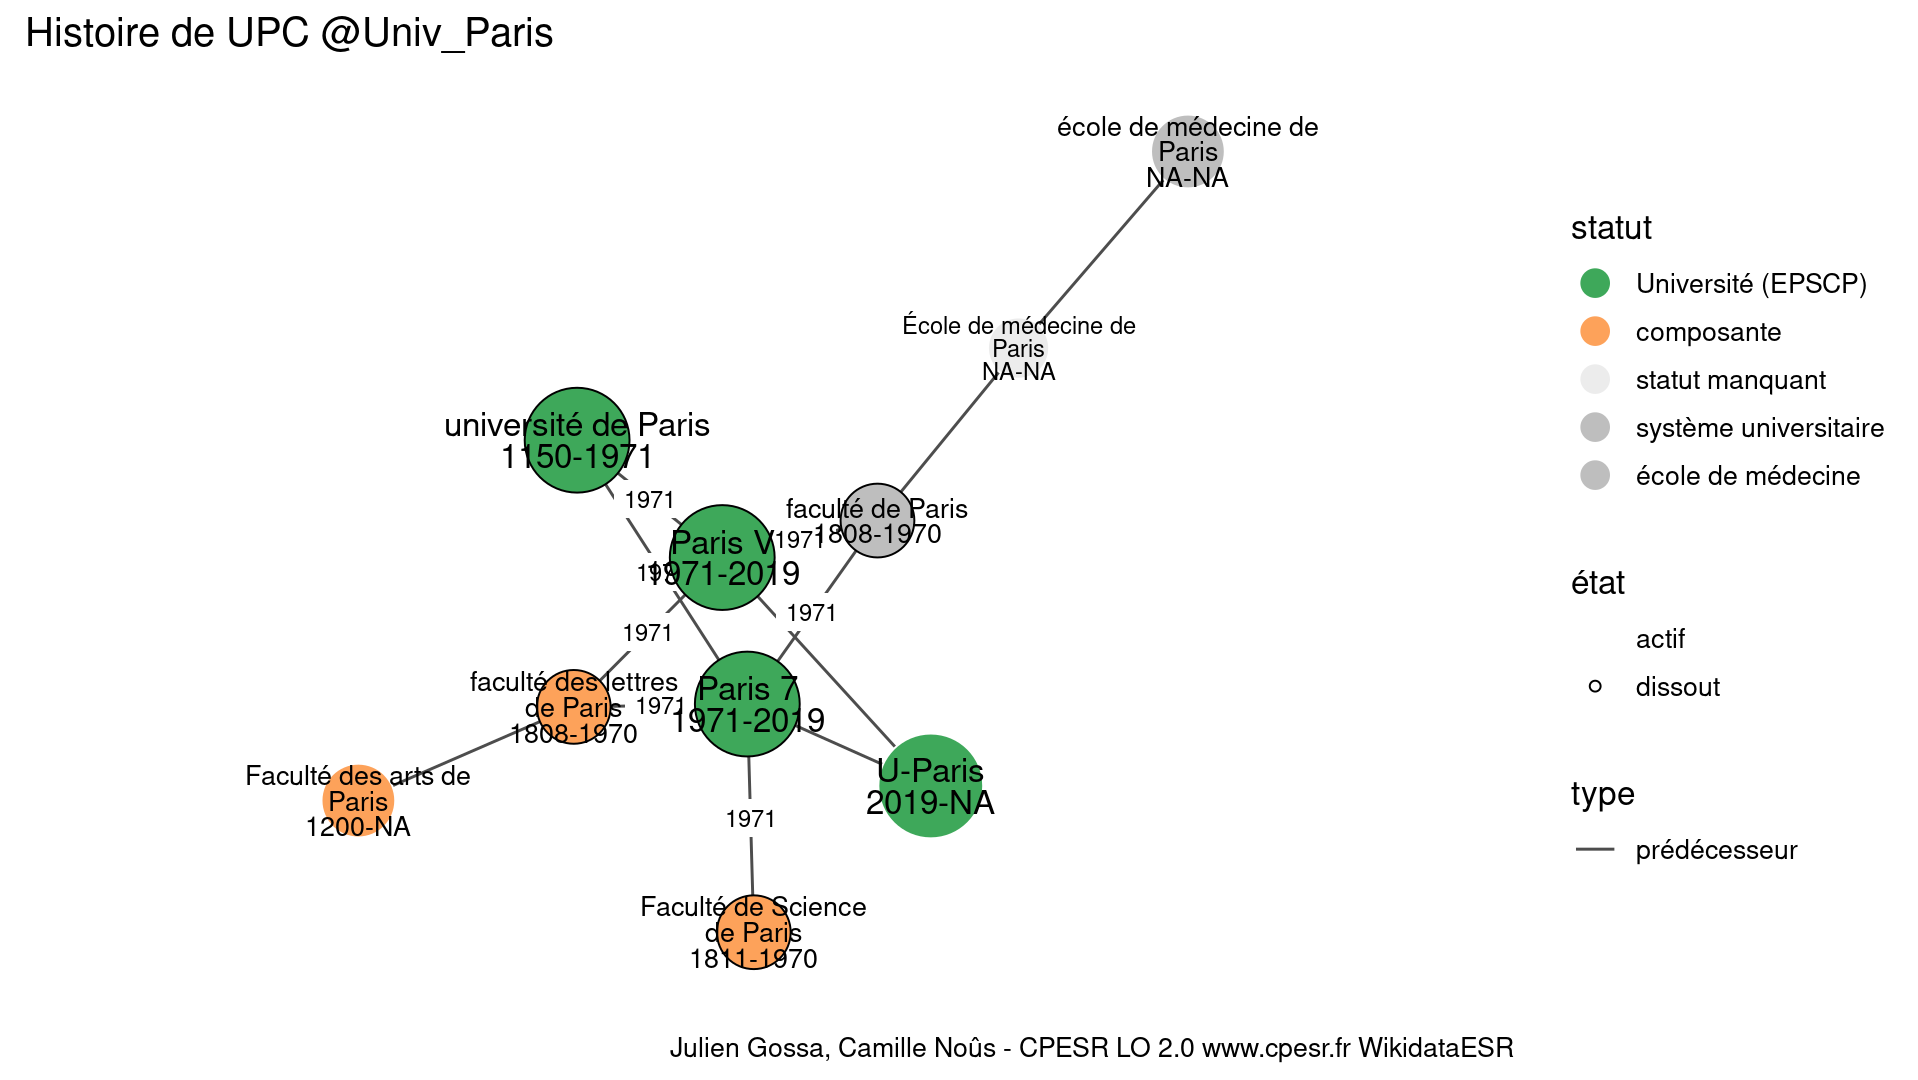 Histoire de UPC @Univ_Paris
école de médecine de
Paris
NA-NA
École de médecine de
Paris
NA-NA
université de Paris
1150-1971
1971
faculté de Paris
1808-1970
Paris V
1971-2019
1971
1971
1971
faculté des lettres
de Paris
1808-1970
1971
Paris 7
1971-2019
Faculté des arts de
Paris
1200-NA
U-Paris
2019-NA
1971
Faculté de Science
de Paris
1811-1970
statut
Université (EPSCP)
composante
statut manquant
système universitaire
école de médecine
état
actif
dissout
type
prédécesseur
Julien Gossa, Camille Noûs - CPESR LO 2.0 www.cpesr.fr WikidataESR